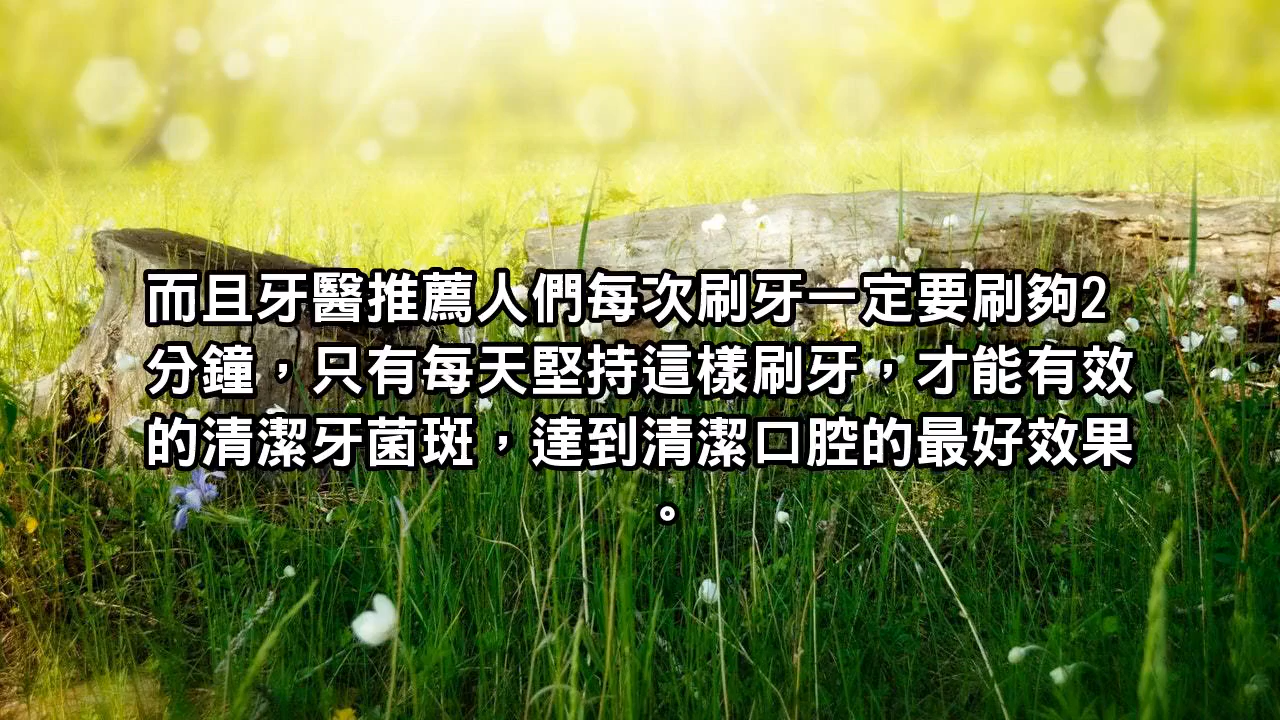 而且牙醫推薦人們每次刷牙一定要刷夠2
分鐘，只有每天堅持這樣刷牙，才能有效
的清潔牙菌斑，達到清潔口腔的最好效果
。